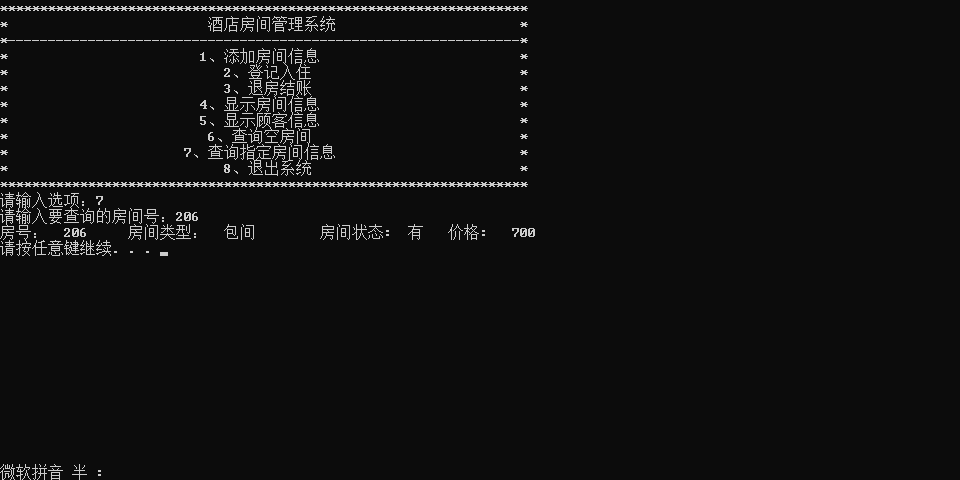 ******************************************************************
* 酒店房间管理系统 *
*----------------------------------------------------------------*
* 1、添加房间信息 *
* 2、登记入住 *
* 3、退房结账 *
* 4、显示房间信息 *
* 5、显示顾客信息 *
* 6、查询空房间 *
* 7、查询指定房间信息 *
* 8、退出系统 *
******************************************************************
请输入选项：7
请输入要查询的房间号：206
房号： 206 房间类型： 包间 房间状态： 有 价格： 700
请按任意键继续. . .
微软拼音 半 :